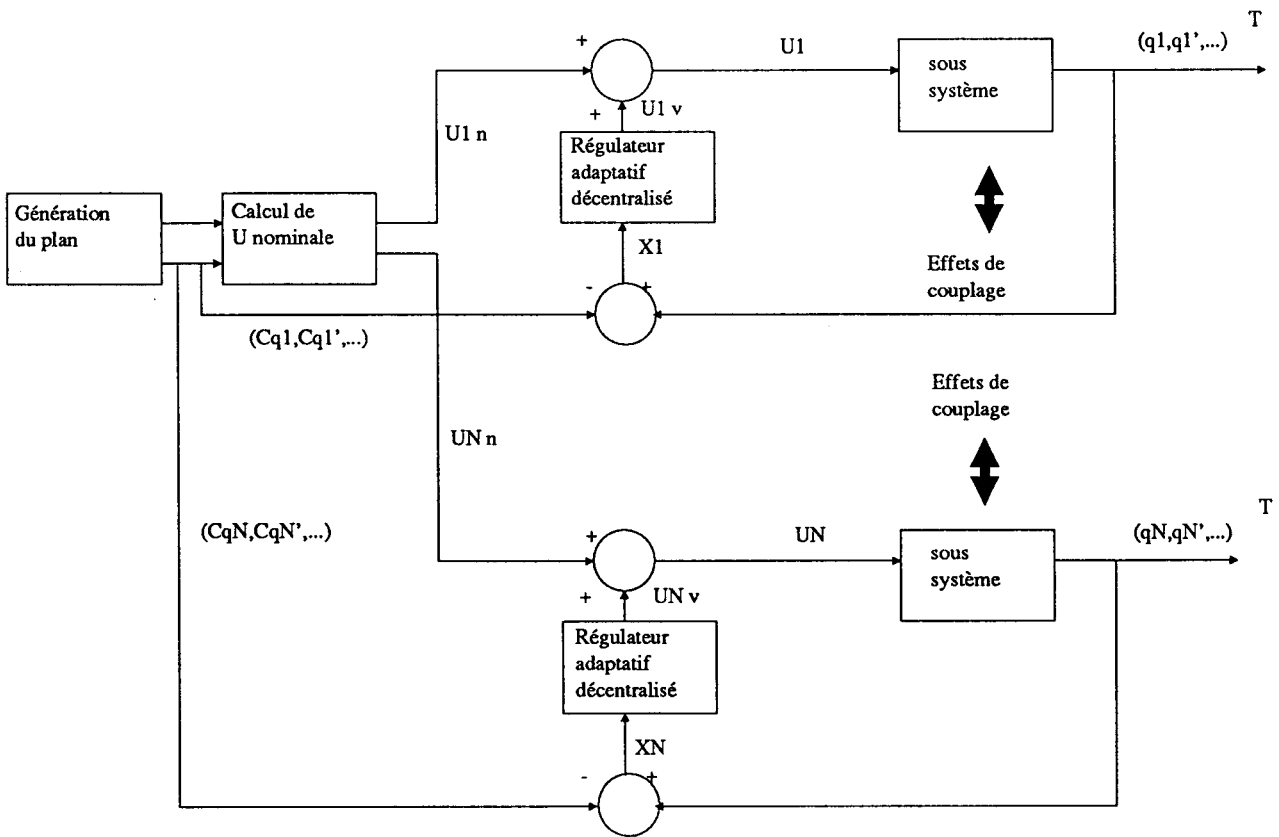 T
+
U1
(q1,q1',...)
sous
système
+
U1 v
U1 n
Régulateur
adaptatif
décentralisé
Génération
du plan
Calcul de
U nominale
X1
Effets de
couplage
-
+
(Cq1,Cq1',...)
Effets de
couplage
UN n
T
(CqN,CqN',...)
+
UN
(qN,qN',...)
sous
système
+
UN v
Régulateur
adaptatif
décentralisé
XN
-
+